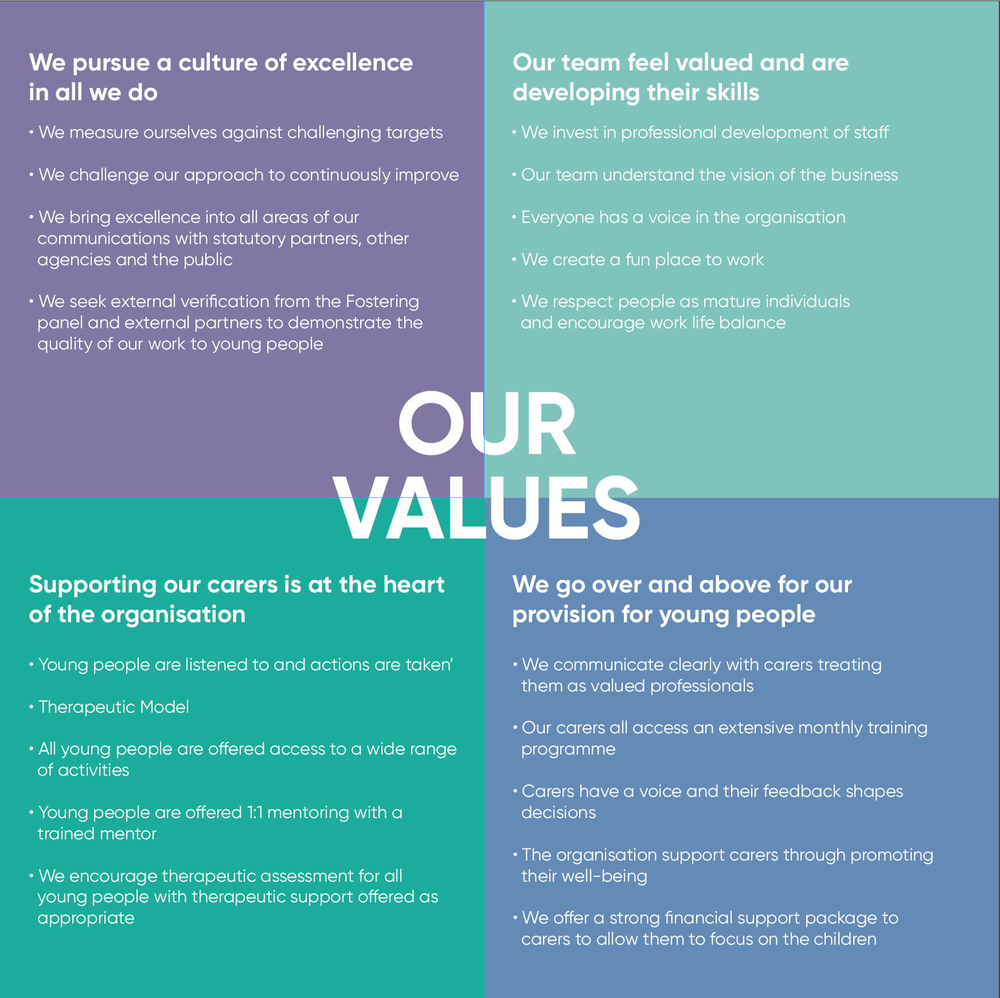 We pursue a culture of excellence
in all we do
• We measure ourselves against challenging targets
• We challenge our approach to continuously improve
• We bring excellence into all areas of our
communications with statutory partners, other
agencies and the public
• We seek external verification from the Fostering
panel and external partners to demonstrate the
quality of our work to young people
Our team feel valued and are
developing their skills
• We invest in professional development of staff
• Our team understand the vision of the business
• Everyone has a voice in the organisation
• We create a fun place to work
• We respect people as mature individuals
and encourage work life balance
OUR
VALUES
Supporting our carers is at the heart
of the organisation
• Young people are listened to and actions are taken’
• Therapeutic Model
• All young people are offered access to a wide range
of activities
• Young people are offered 1:1 mentoring with a
trained mentor
• We encourage therapeutic assessment for all
young people with therapeutic support offered as
appropriate
We go over and above for our
provision for young people
• We communicate clearly with carers treating
them as valued professionals
• Our carers all access an extensive monthly training
programme
• Carers have a voice and their feedback shapes
decisions
• The organisation support carers through promoting
their well-being
• We offer a strong financial support package to
carers to allow them to focus on the children